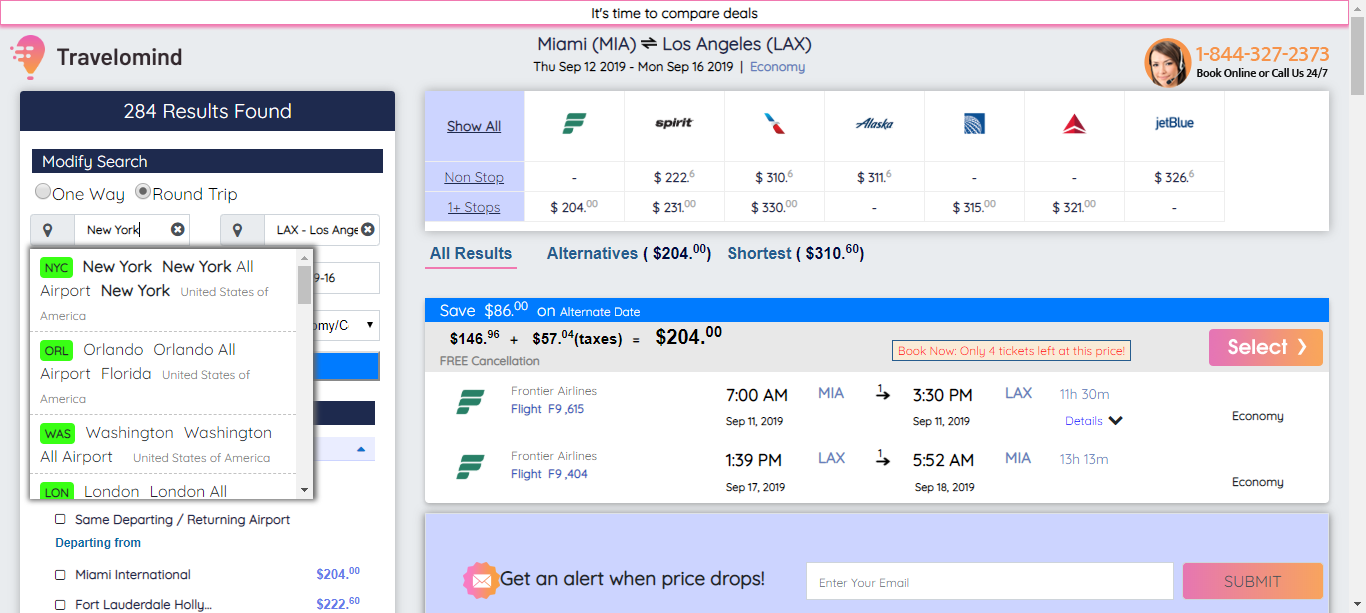 It's time to compare deals
Travelomind
Miami (MIA) ⇌ Los Angeles (LAX)
Thu Sep 12 2019 - Mon Sep 16 2019 | Economy
1-844-327-2373
Book Online or Call Us 24/7
284 Results Found
Modify Search
One Way Round Trip
New York LAX - Los Ange
NYC New York New York All
Airport New York United States of
America
ORL Orlando Orlando All
Airport Florida United States of
America
WAS Washington Washington
All Airport United States of America
LON London London All
9-16
omy/C
Same Departing / Returning Airport
Departing from
Miami International $204.00
Fort Lauderdale Holly... $222.60
Show All spirit Alaska jetBlue
Non Stop - $ 222.6 $ 310.6 $ 311.6 - - $ 326.6
1+ Stops $ 204.00 $ 231.00 $ 330.00 - $ 315.00 $ 321.00 -
All Results Alternatives ( $204.00) Shortest ( $310.60)
Save $86.00 on Alternate Date
$146.96 + $57.04(taxes) = $204.00
FREE Cancellation
Book Now: Only 4 tickets left at this price!
Select ❯
Frontier Airlines
Flight F9 ,615
7:00 AM MIA 1 3:30 PM LAX 11h 30m
Sep 11, 2019 Sep 11, 2019 Details
Economy
Frontier Airlines
Flight F9 ,404
1:39 PM LAX 1 5:52 AM MIA 13h 13m
Sep 17, 2019 Sep 18, 2019
Economy
Get an alert when price drops! Enter Your Email SUBMIT